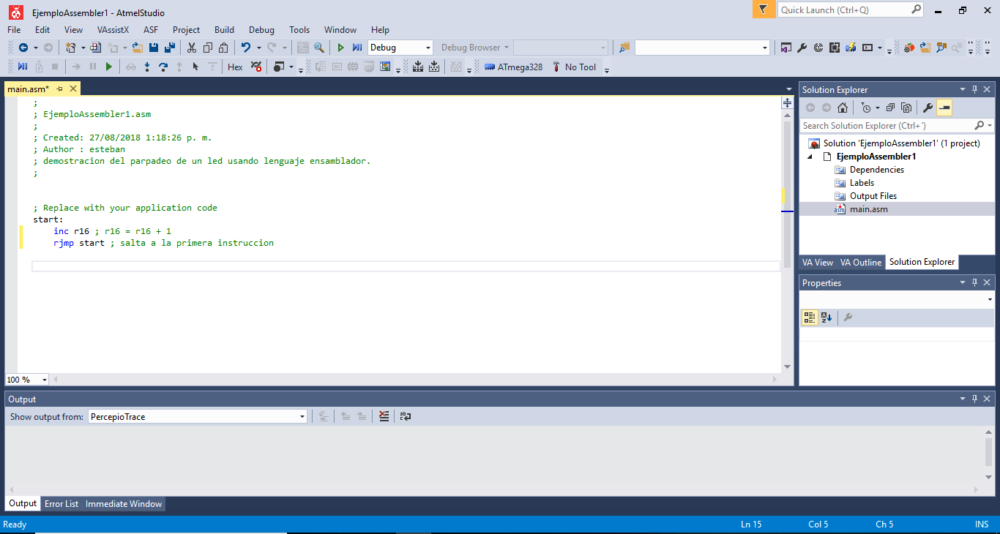 EjemploAssembler1 - AtmelStudio
Quick Launch (Ctrl+Q)
File Edit View VAssistX ASF Project Build Debug Tools Window Help
Debug Debug Browser
Hex ATmega328 No Tool
main.asm*
;
; EjemploAssembler1.asm
;
; Created: 27/08/2018 1:18:26 p. m.
; Author : esteban
; demostracion del parpadeo de un led usando lenguaje ensamblador.
;
; Replace with your application code
start:
inc r16 ; r16 = r16 + 1
rjmp start ; salta a la primera instruccion
100 %
Solution Explorer
Search Solution Explorer (Ctrl+´)
Solution 'EjemploAssembler1' (1 project)
EjemploAssembler1
Dependencies
Labels
Output Files
asm main.asm
VA View VA Outline Solution Explorer
Properties
Output
Show output from: PercepioTrace
Output Error List Immediate Window
Ready Ln 15 Col 5 Ch 5 INS